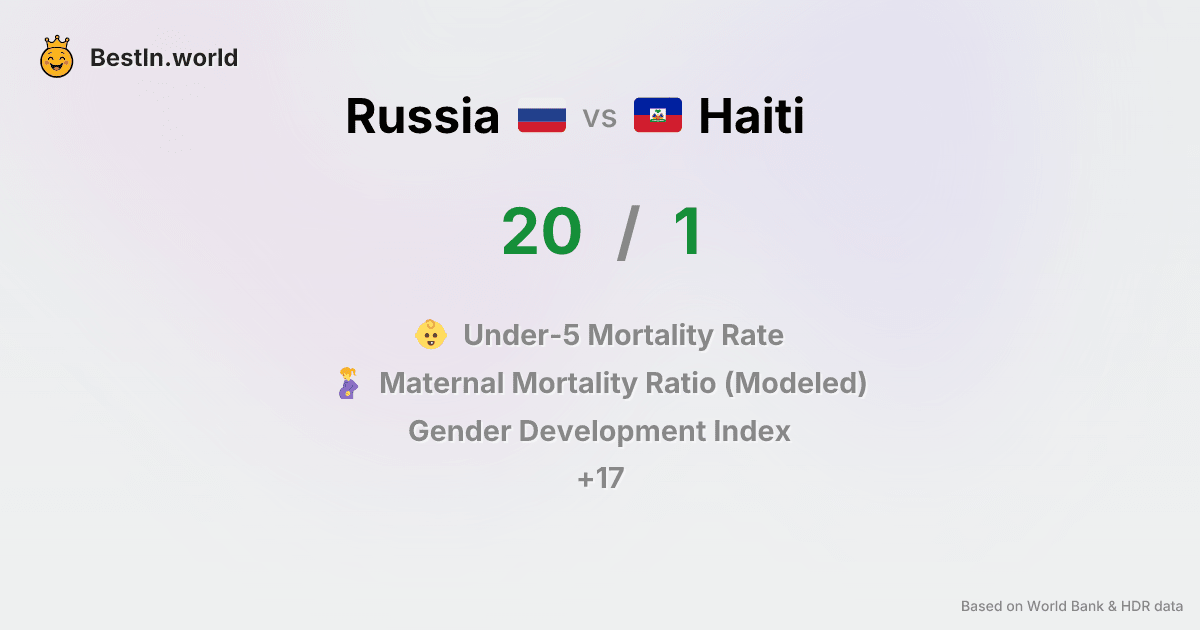 BestIn.world
Russia vs Haiti
20 / 1
Under-5 Mortality Rate
Maternal Mortality Ratio (Modeled)
Gender Development Index
+17
Based on World Bank & HDR data